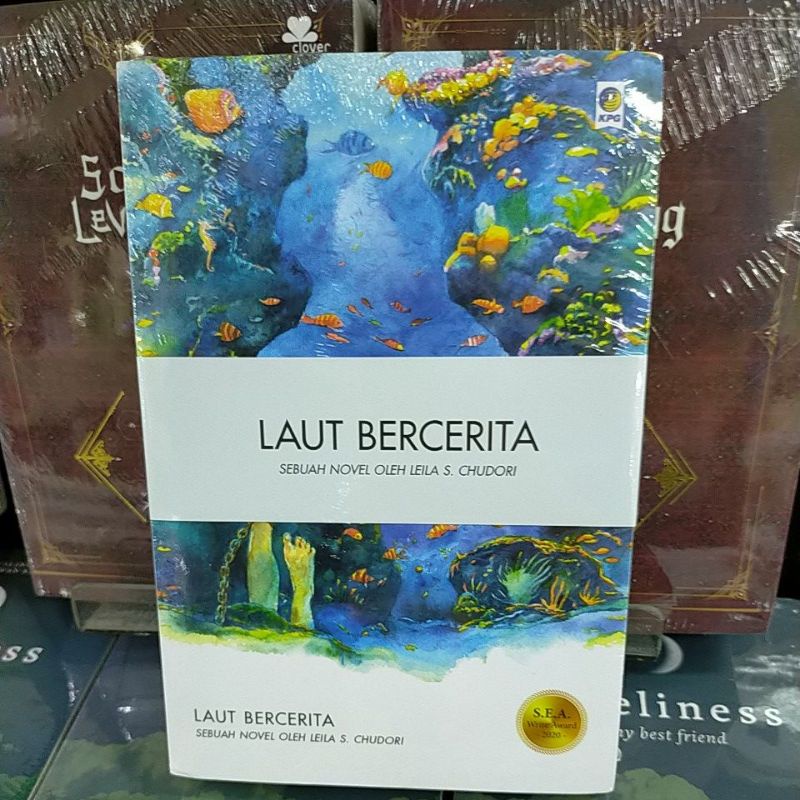 clover
KPG
LAUT BERCERITA
SEBUAH NOVEL OLEH LEILA S. CHUDORI
LAUT BERCERITA
SEBUAH NOVEL OLEH LEILA S. CHUDORI
S.E.A.
Write Award
- 2020 -
eliness
my best friend